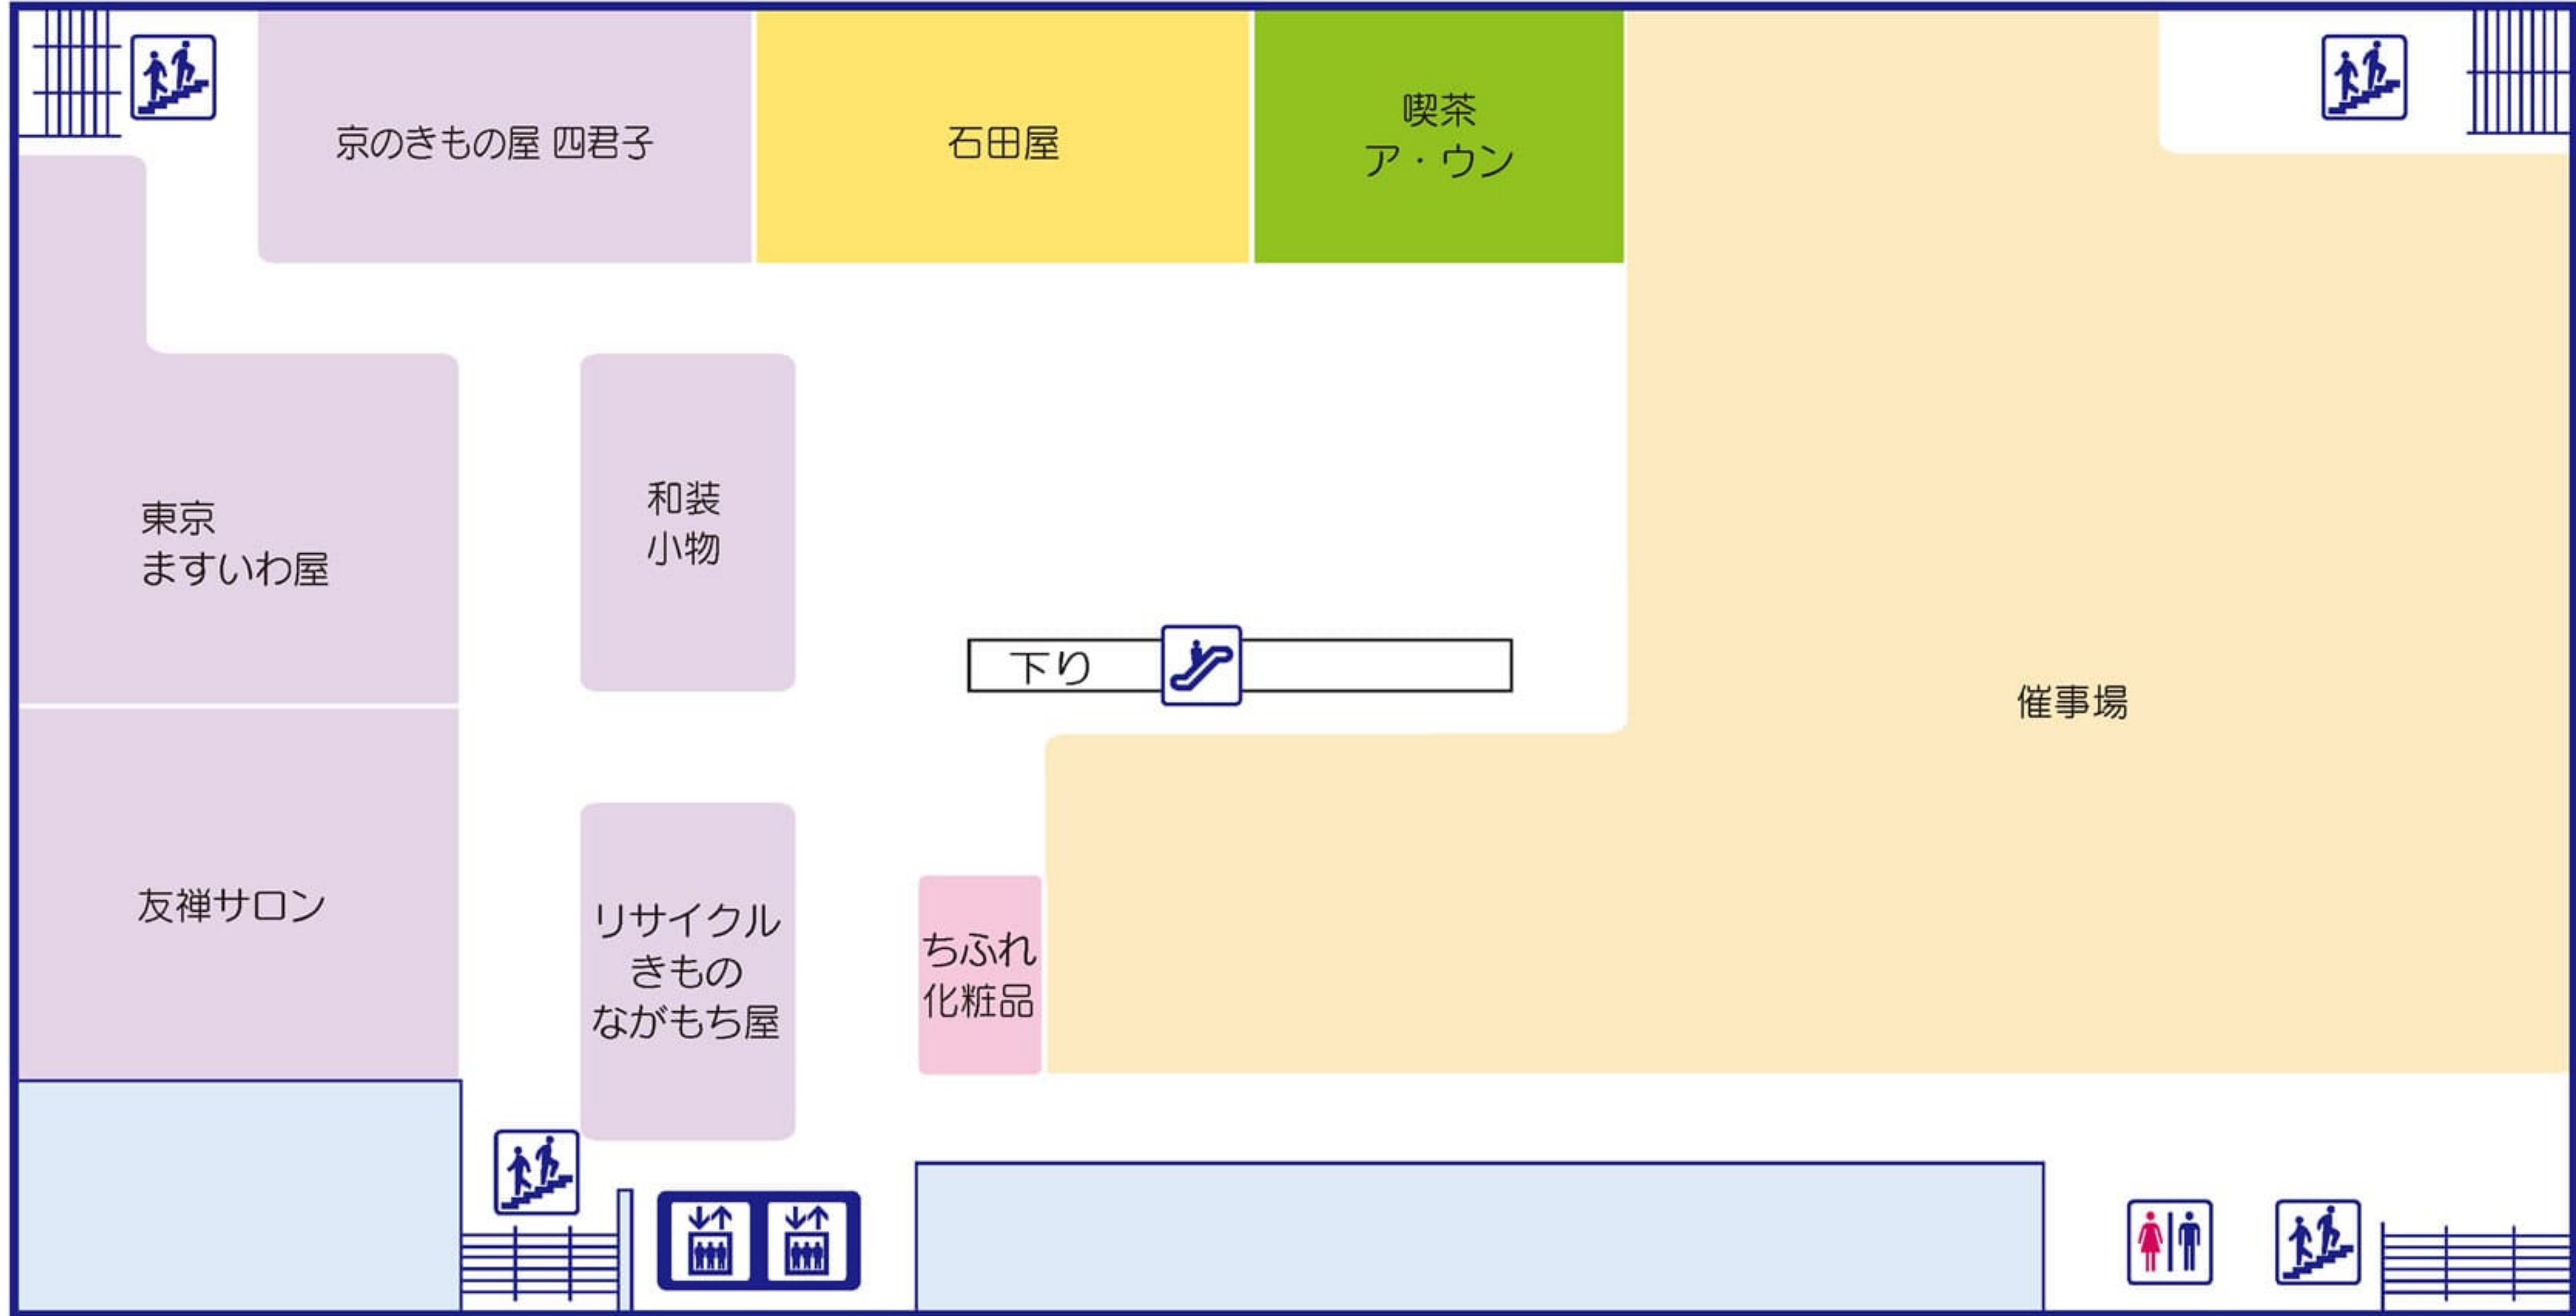 京のきもの屋 四君子
石田屋
喫茶
ア・ウン
東京
ますいわ屋
和装
小物
下り
催事場
友禅サロン
リサイクル
きもの
ながもち屋
ちふれ
化粧品